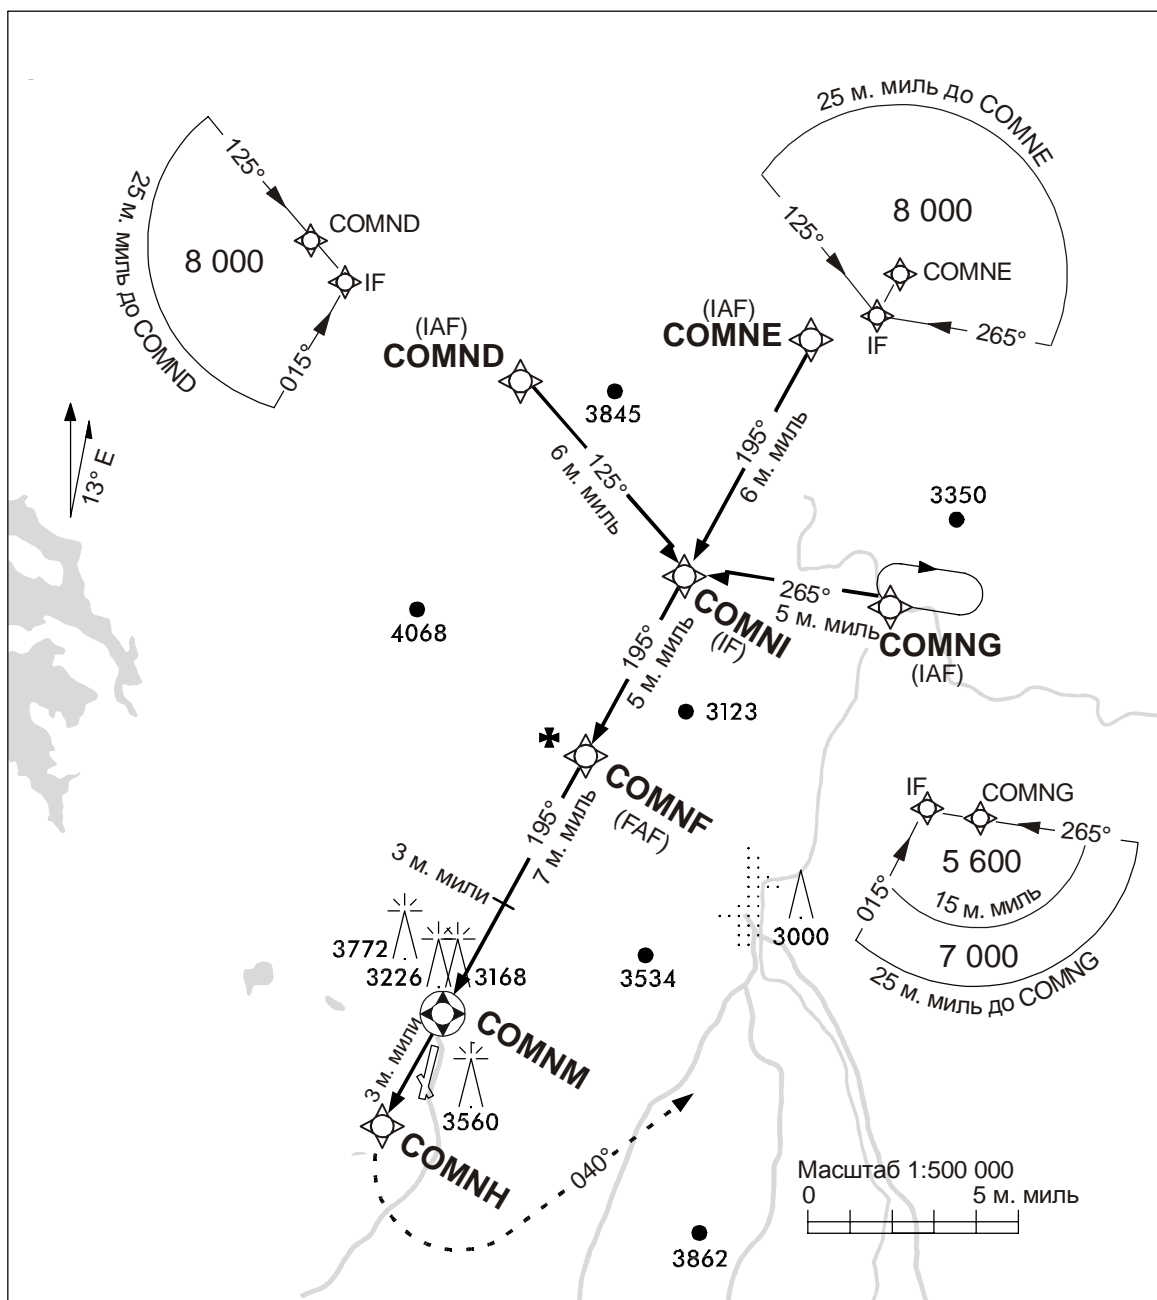 25 м. миль до COMNE
125°
COMND
8 000
IF
015°
25 м. миль до COMND
8 000
COMNE
125°
IF
265°
(IAF)
COMND
(IAF)
COMNE
3845
13° E
125°
6 м. миль
195°
6 м. миль
3350
4068
COMNI
(IF)
265°
5 м. миль
COMNG
(IAF)
195°
5 м. миль
3123
COMNF
(FAF)
195°
7 м. миль
3 м. мили
IF
COMNG
265°
5 600
015°
15 м. миль
7 000
25 м. миль до COMNG
3772
3226
3168
3534
3000
COMNM
3 м. мили
3560
COMNH
040°
3862
Масштаб 1:500 000
0 5 м. миль